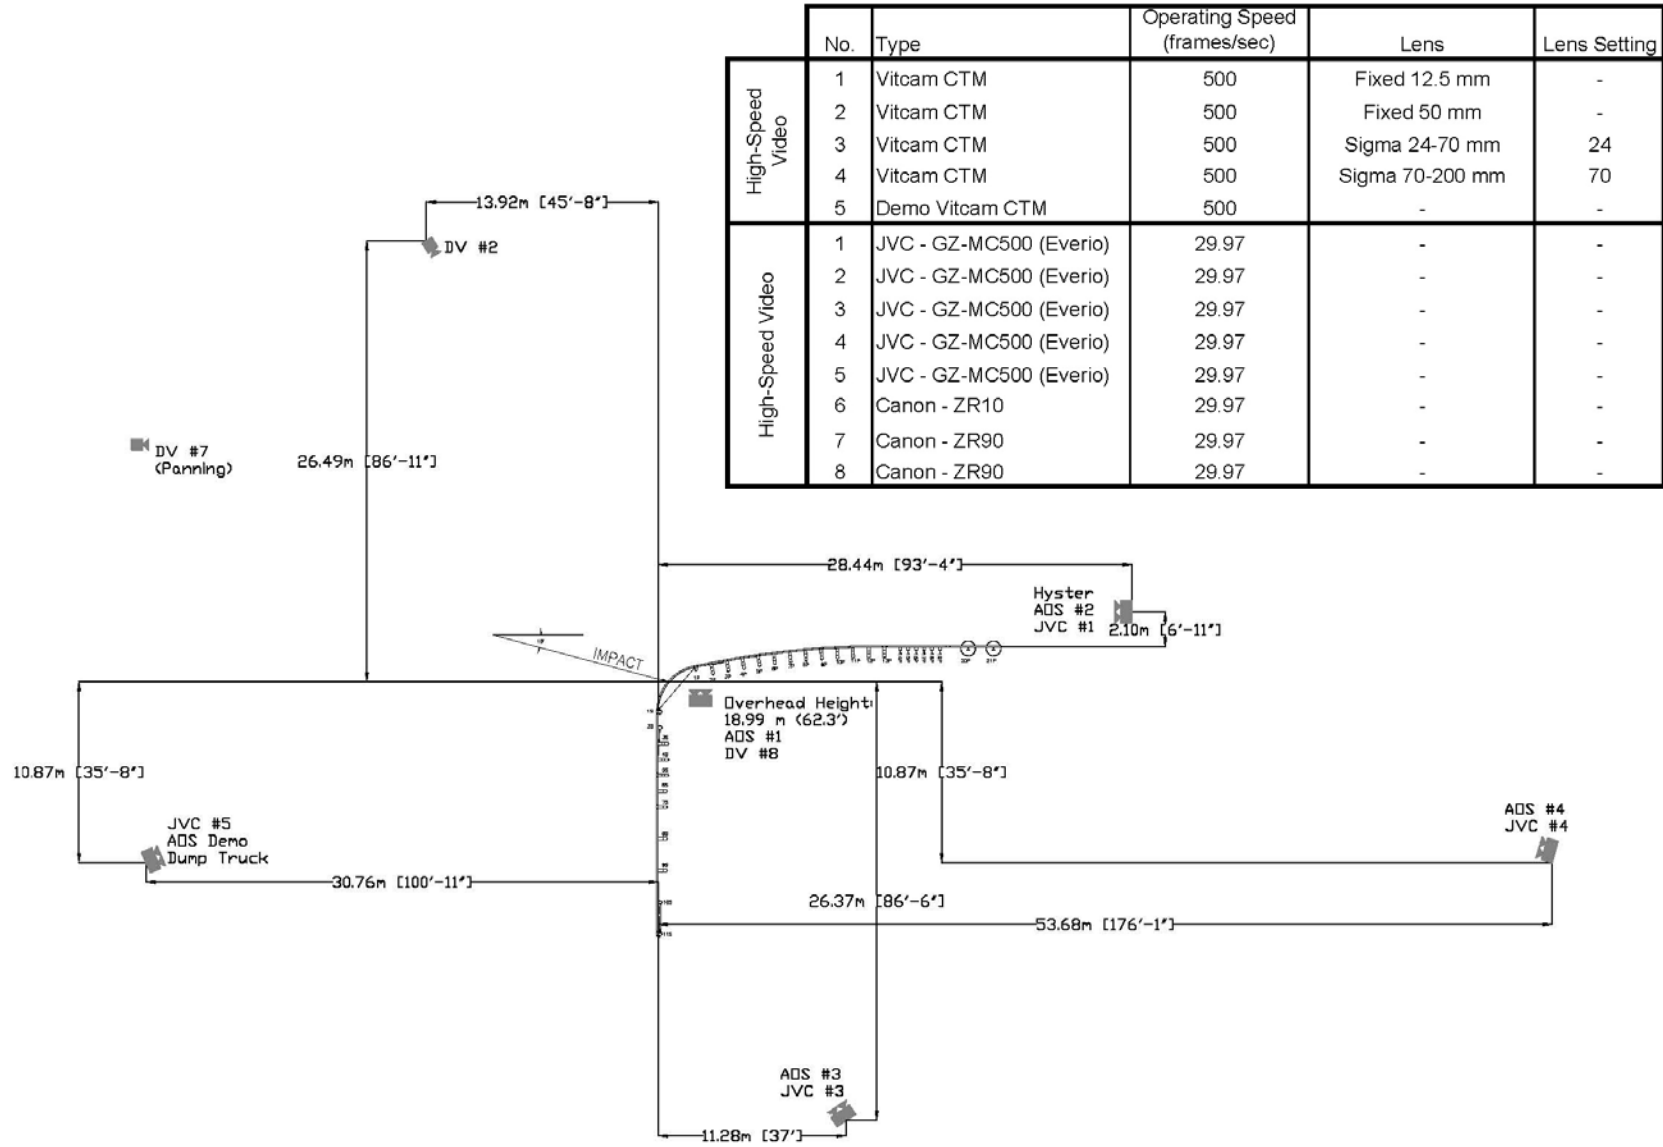 Operating Speed
No. Type (frames/sec) Lens Lens Setting
High-Speed
Video
1 Vitcam CTM 500 Fixed 12.5 mm -
2 Vitcam CTM 500 Fixed 50 mm -
3 Vitcam CTM 500 Sigma 24-70 mm 24
4 Vitcam CTM 500 Sigma 70-200 mm 70
5 Demo Vitcam CTM 500 - -
High-Speed Video
1 JVC - GZ-MC500 (Everio) 29.97 - -
2 JVC - GZ-MC500 (Everio) 29.97 - -
3 JVC - GZ-MC500 (Everio) 29.97 - -
4 JVC - GZ-MC500 (Everio) 29.97 - -
5 JVC - GZ-MC500 (Everio) 29.97 - -
6 Canon - ZR10 29.97 - -
7 Canon - ZR90 29.97 - -
8 Canon - ZR90 29.97 - -
13.92m [45'-8"]
DV #2
DV #7
(Panning)
26.49m [86'-11"]
28.44m [93'-4"]
Hyster
AOS #2
JVC #1
2.10m [6'-11"]
IMPACT
Overhead Height:
18.99 m (62.3')
AOS #1
DV #8
10.87m [35'-8"]
10.87m [35'-8"]
JVC #5
AOS Demo
Dump Truck
AOS #4
JVC #4
30.76m [100'-11"]
26.37m [86'-6"]
53.68m [176'-1"]
AOS #3
JVC #3
11.28m [37']